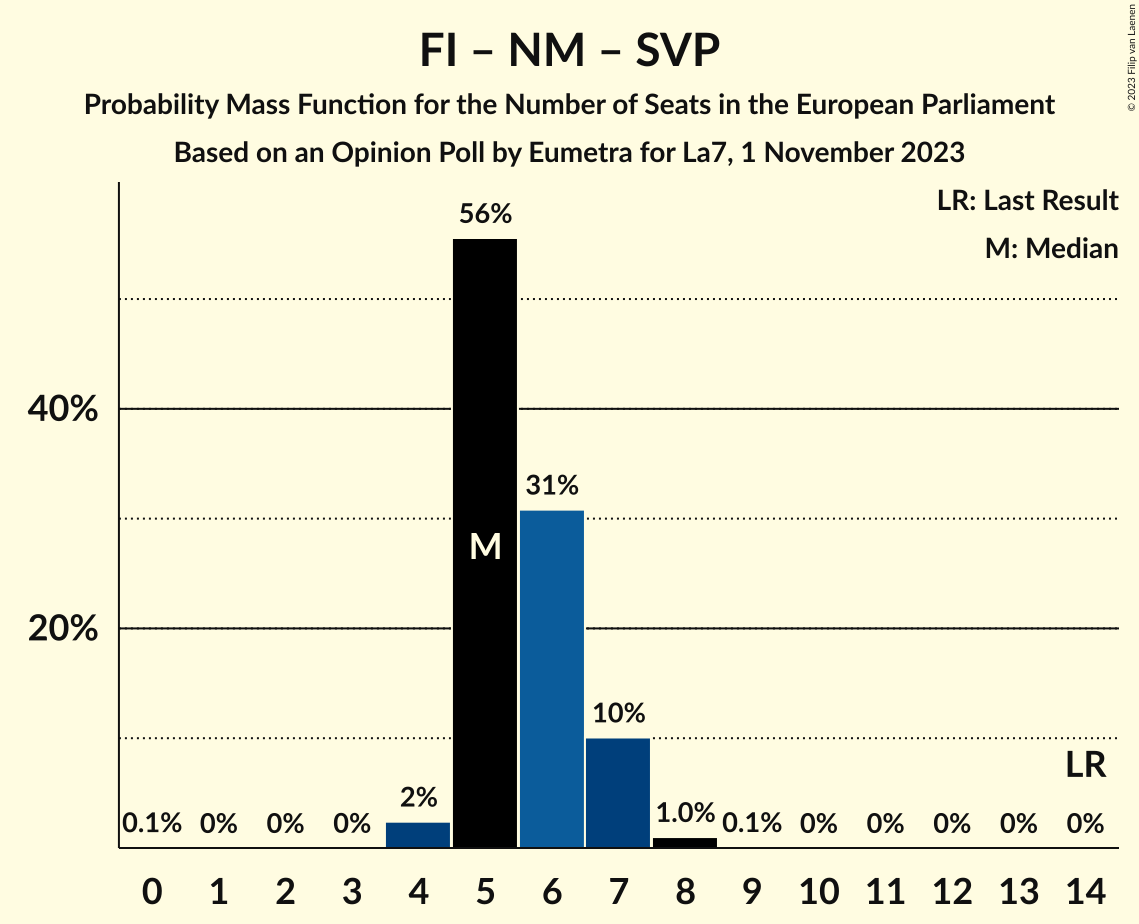 FI – NM – SVP
Probability Mass Function for the Number of Seats in the European Parliament
Based on an Opinion Poll by Eumetra for La7, 1 November 2023
© 2023 Filip van Laenen
LR: Last Result
M: Median
56%
40%
31%
M
20%
10%
LR
0.1% 0% 0% 0% 2% 1.0% 0.1% 0% 0% 0% 0% 0%
0 1 2 3 4 5 6 7 8 9 10 11 12 13 14